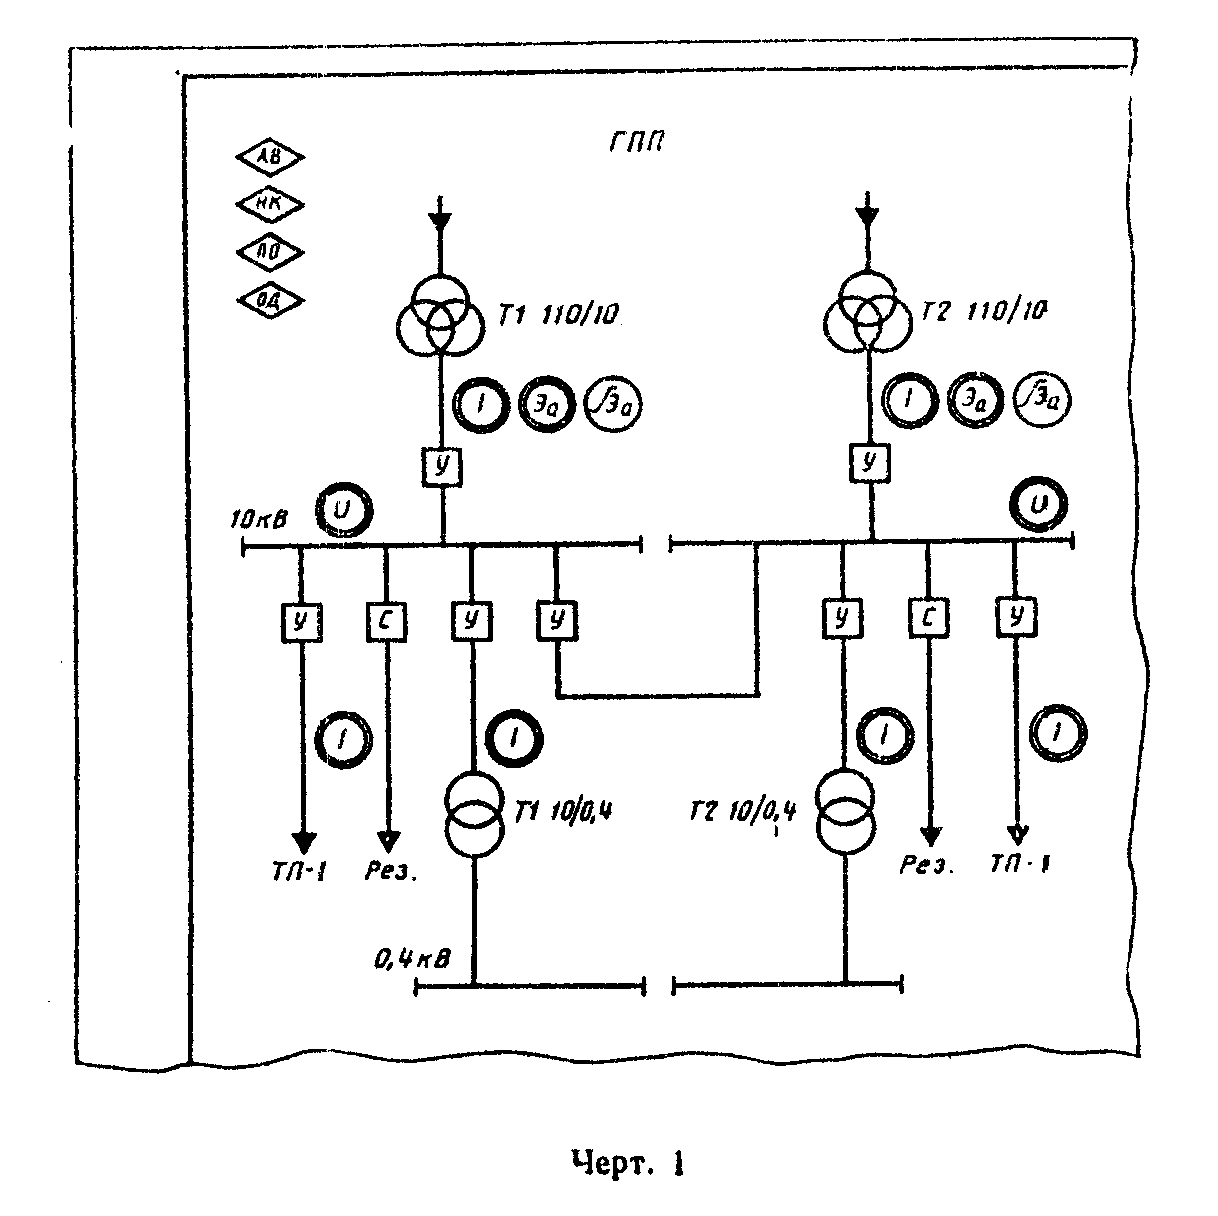 ГПП
АВ
НК
ПО
ОД
Т1 110/10
Т2 110/10
I Эа ∫Эа
I Эа ∫Эа
У
У
10кВ U
U
У С У У
У С У
I I
I I
Т1 10/0,4
Т2 10/0,4
ТП-1 Рез.
Рез. ТП-1
0,4кВ
Черт. 1